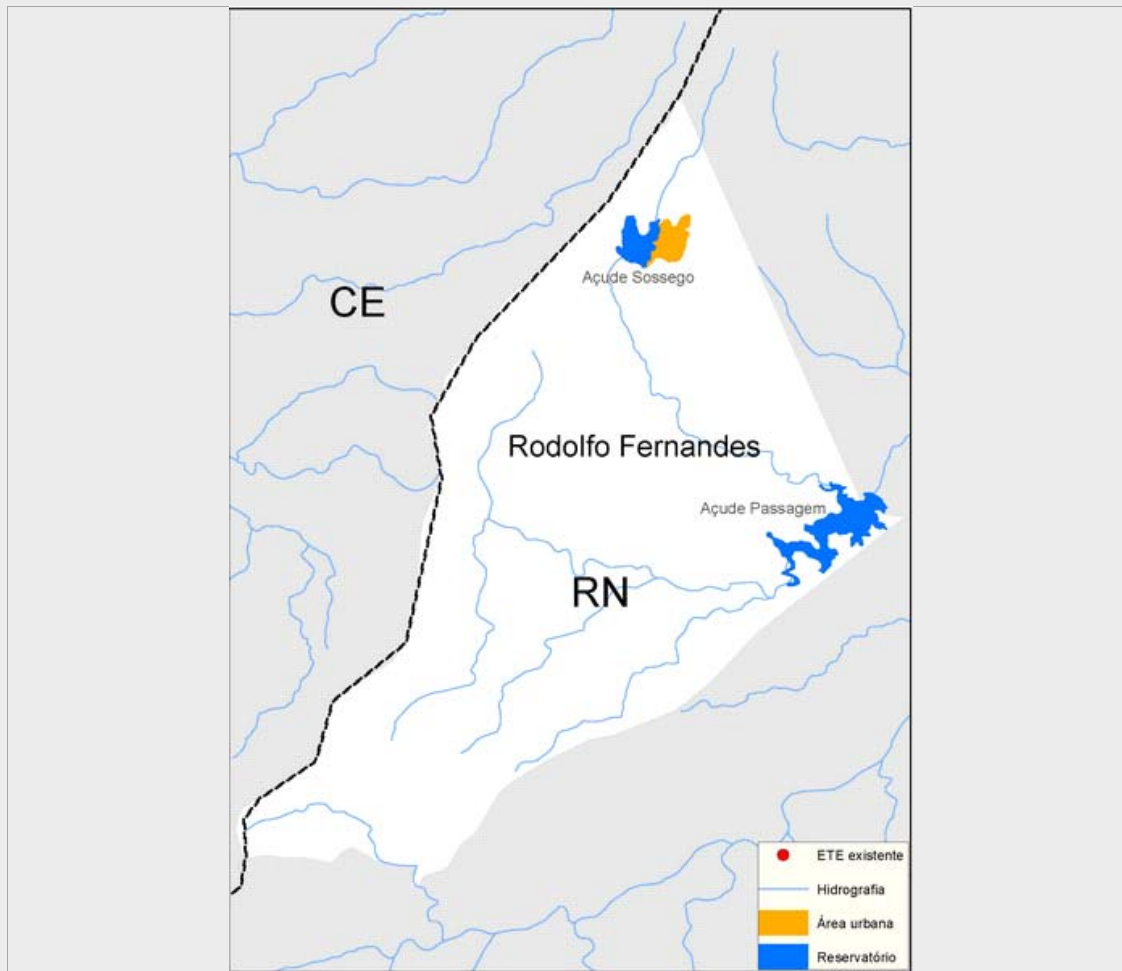 Açude Sossego
CE
Rodolfo Fernandes
Açude Passagem
RN
ETE existente
Hidrografia
Área urbana
Reservatório